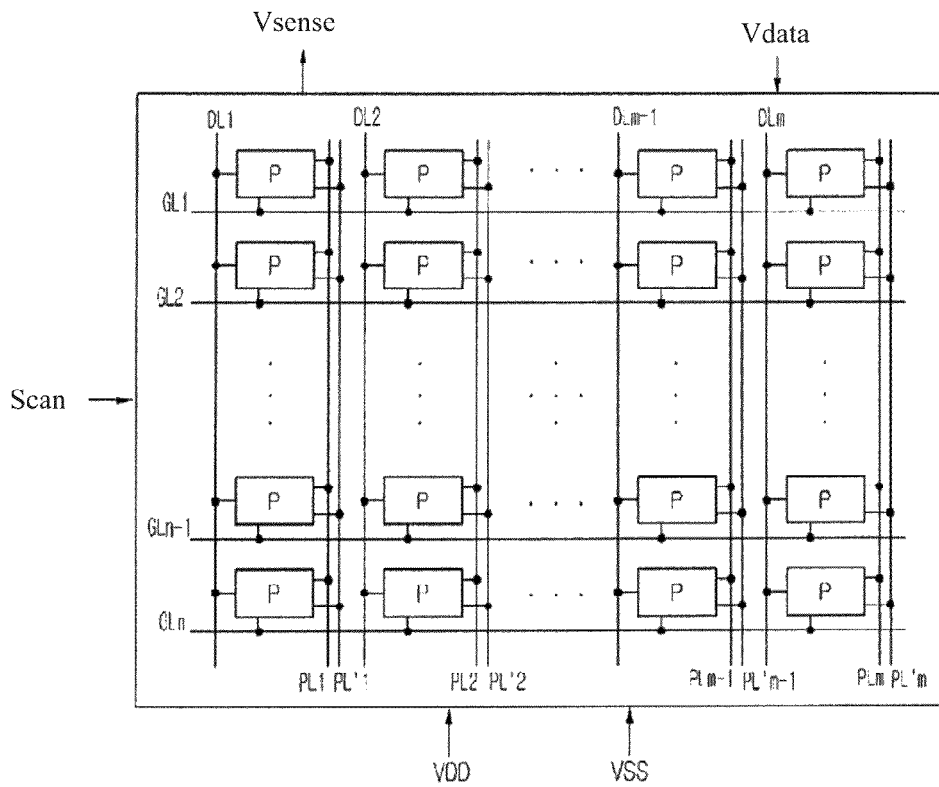 Vsense
Vdata
DL1 DL2 DLm-1 DLm
P P P P
GL1
P P P P
GL2
Scan
P P P P
GLn-1
P P P P
GLn
PL1 PL'1 PL2 PL'2 PLm-1 PL'n-1 PLm PL'm
VDD VSS